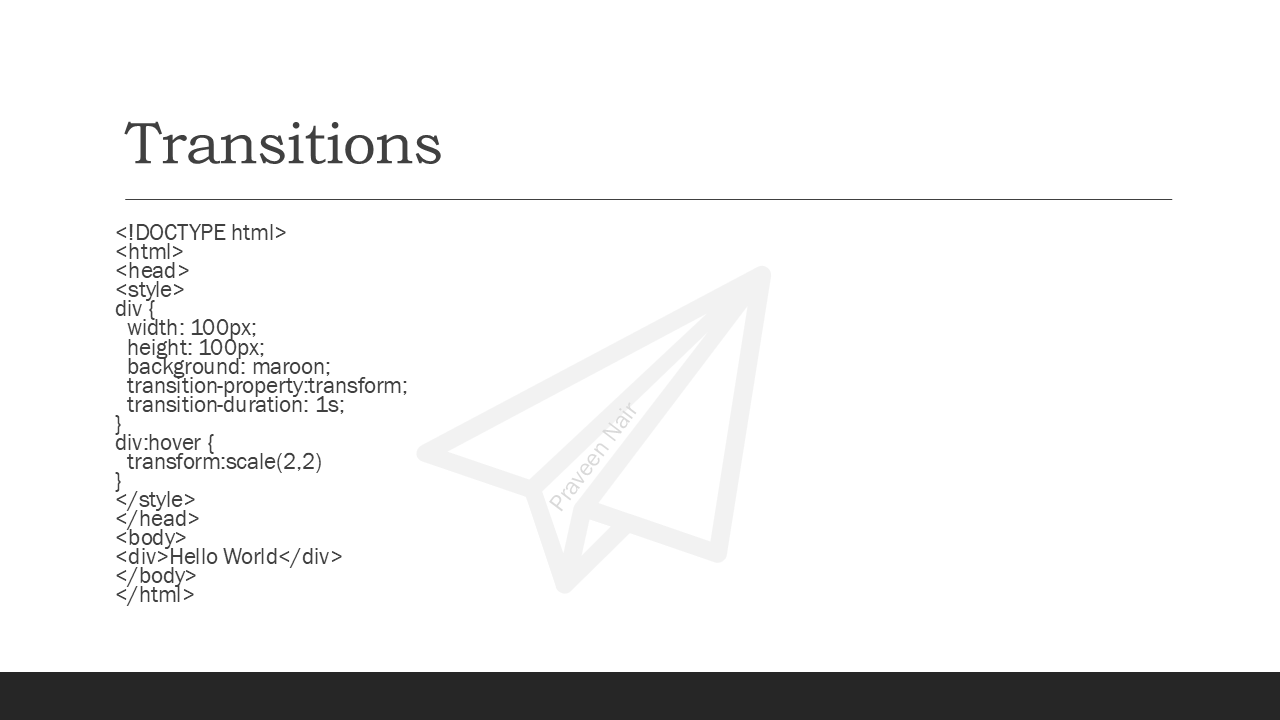 Transitions
<!DOCTYPE html>
<html>
<head>
<style>
div {
  width: 100px;
  height: 100px;
  background: maroon;
  transition-property:transform;
  transition-duration: 1s;
}
div:hover {
  transform:scale(2,2)
}
</style>
</head>
<body>
<div>Hello World</div>
</body>
</html>
Praveen Nair